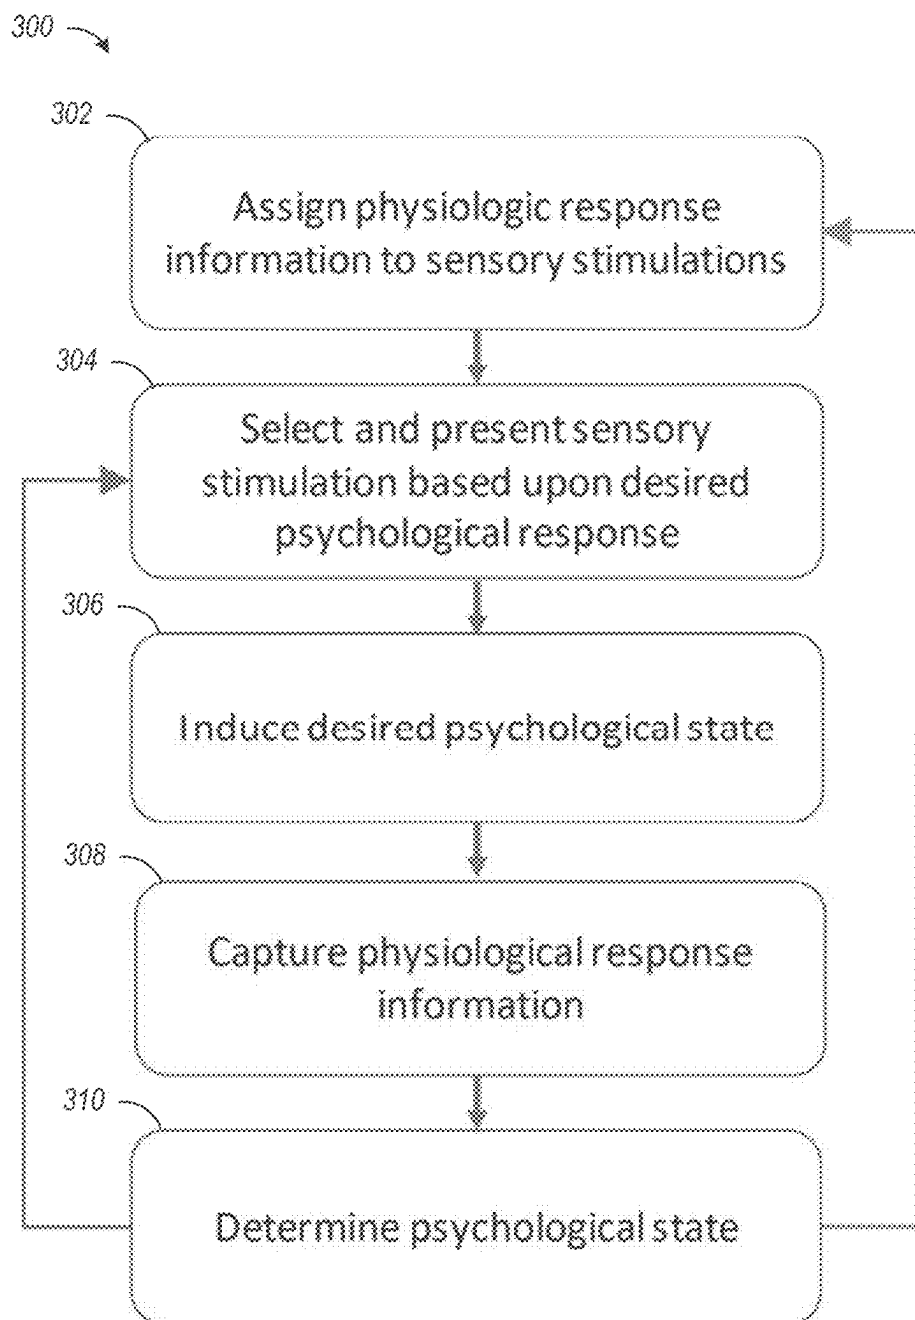 300
302
Assign physiologic response
information to sensory stimulations
304
Select and present sensory
stimulation based upon desired
psychological response
306
Induce desired psychological state
308
Capture physiological response
information
310
Determine psychological state